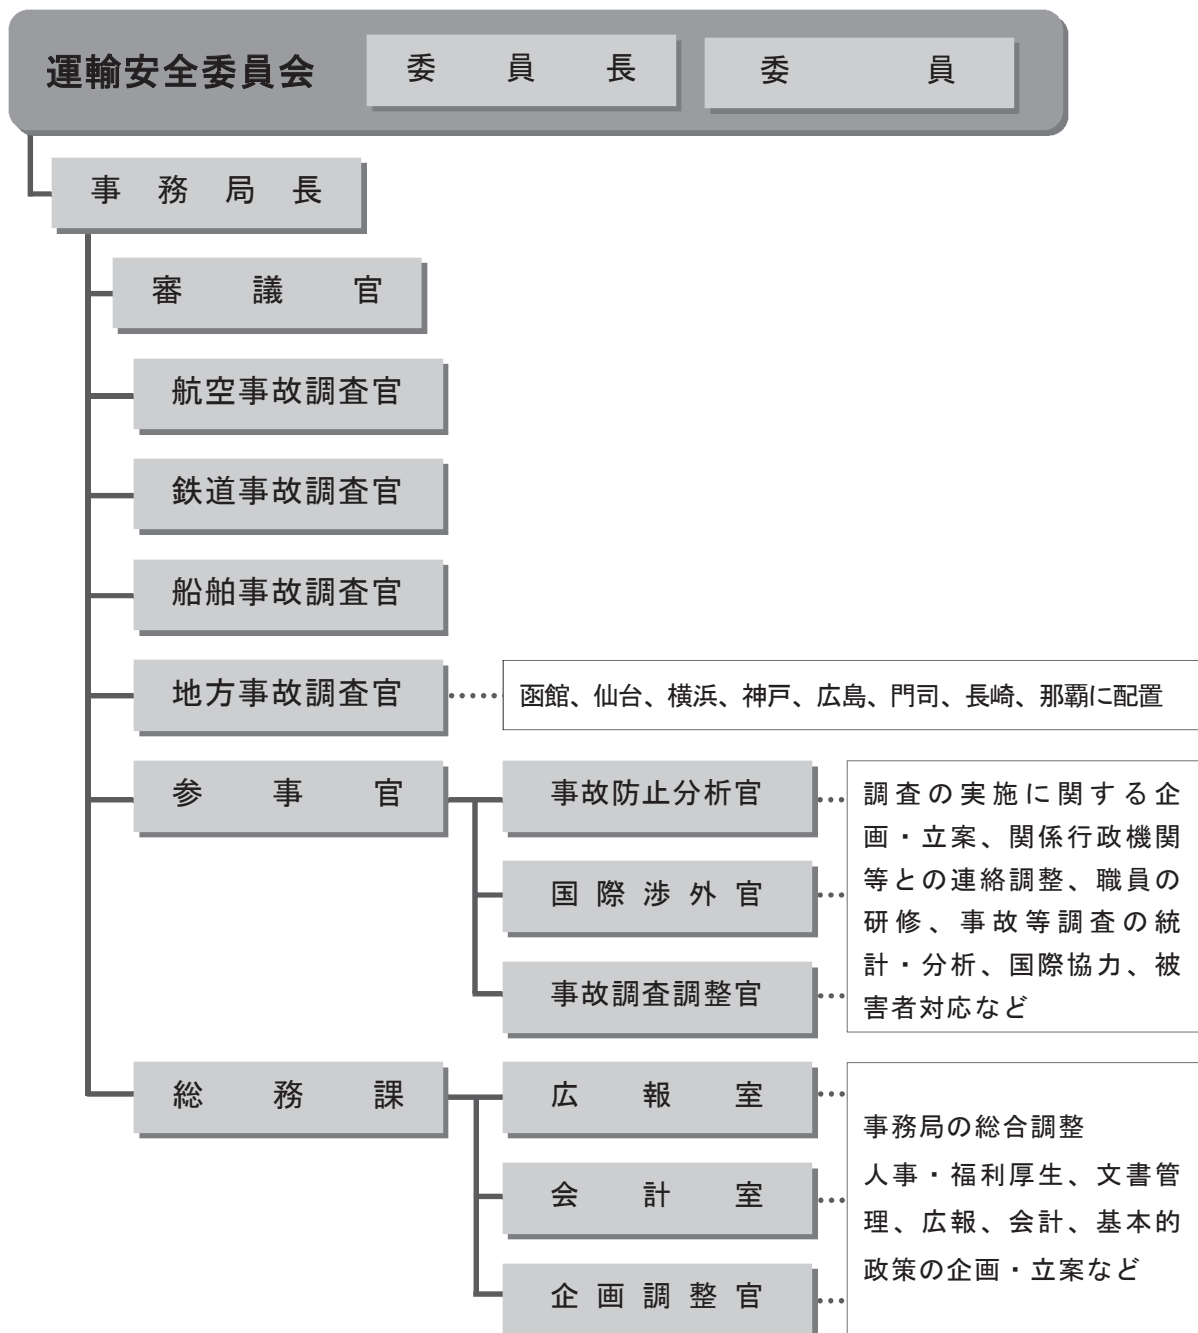 運輸安全委員会
委員長
委員
事務局長
審議官
航空事故調査官
鉄道事故調査官
船舶事故調査官
地方事故調査官
函館、仙台、横浜、神戸、広島、門司、長崎、那覇に配置
参事官
事故防止分析官
国際渉外官
事故調査調整官
調査の実施に関する企
画・立案、関係行政機関
等との連絡調整、職員の
研修、事故等調査の統
計・分析、国際協力、被
害者対応など
総務課
広報室
会計室
企画調整官
事務局の総合調整
人事・福利厚生、文書管
理、広報、会計、基本的
政策の企画・立案など